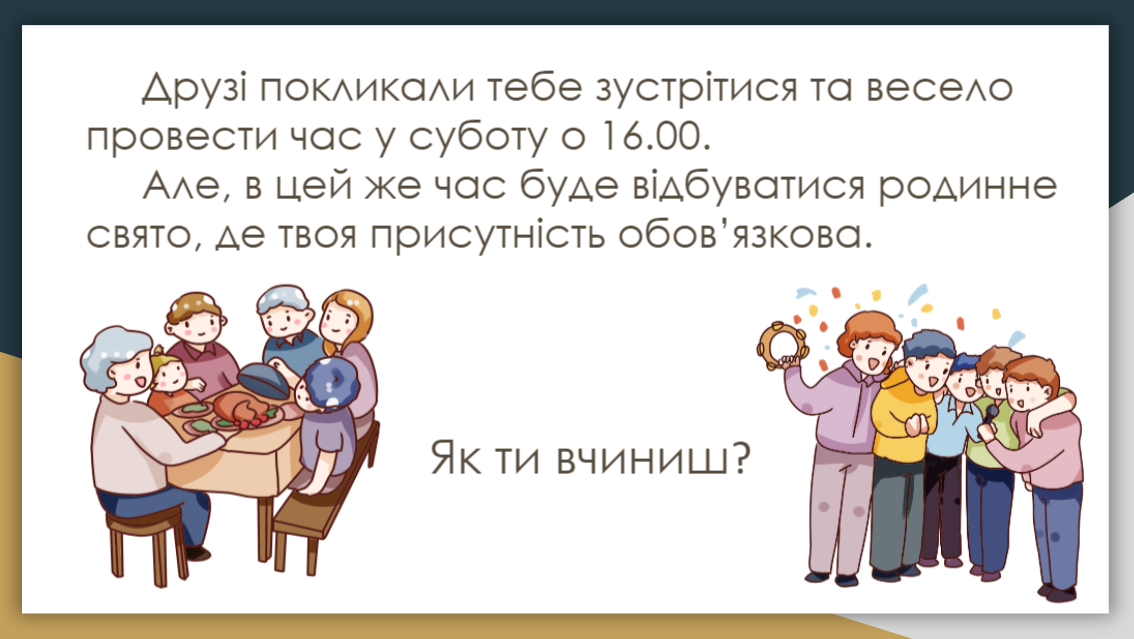 Друзі покликали тебе зустрітися та весело
провести час у суботу о 16.00.
Але, в цей же час буде відбуватися родинне
свято, де твоя присутність обов’язкова.
Як ти вчиниш?